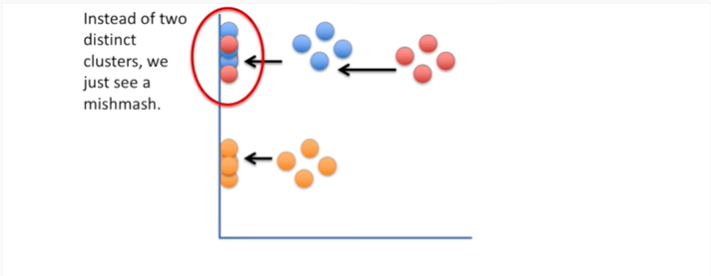 Instead of two
distinct
clusters, we
just see a
mishmash.